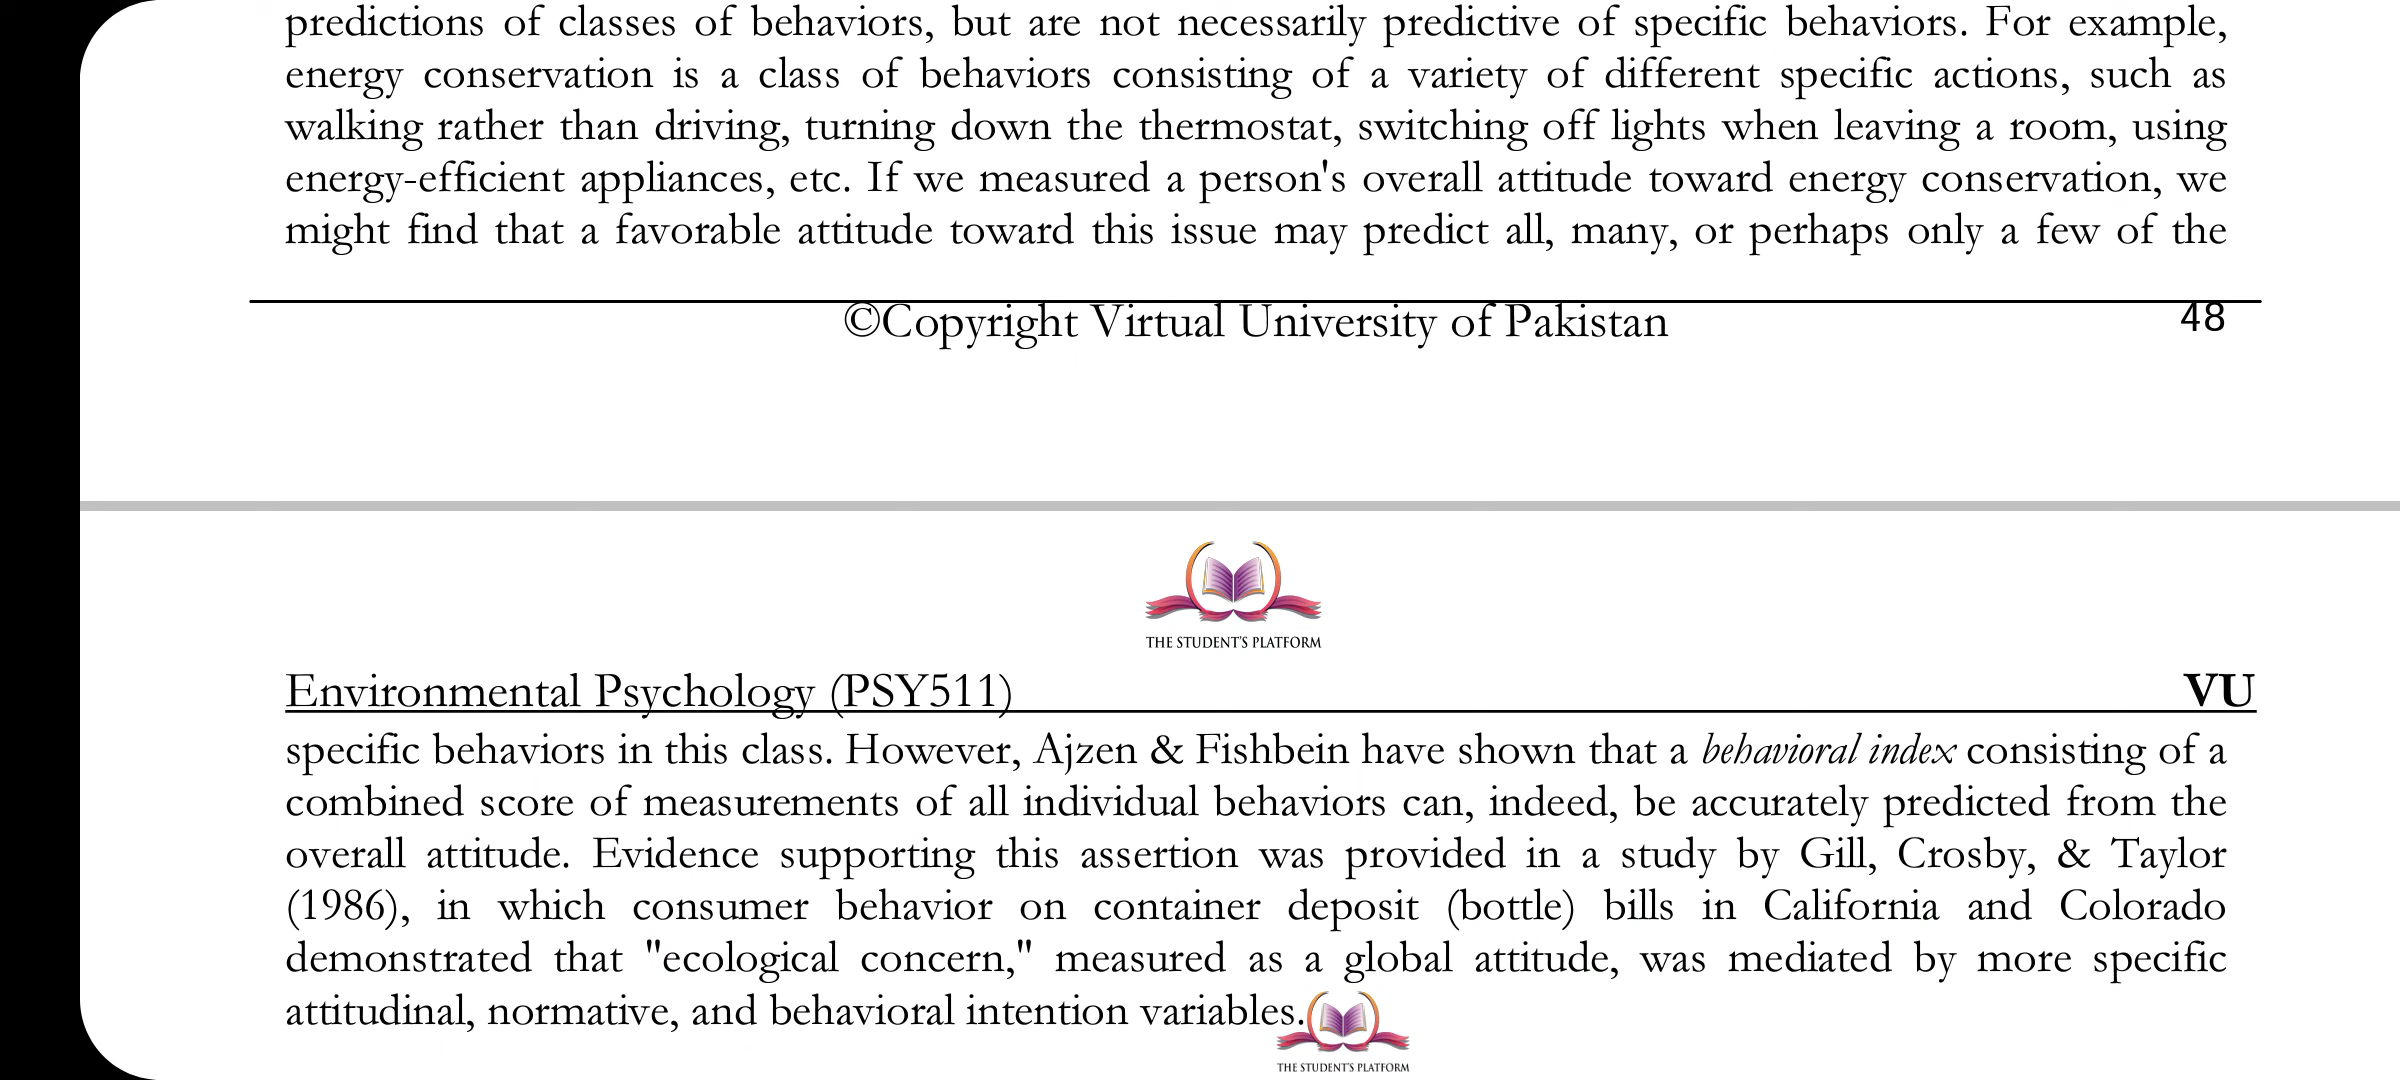 predictions of classes of behaviors, but are not necessarily predictive of specific behaviors. For example,
energy conservation is a class of behaviors consisting of a variety of different specific actions, such as
walking rather than driving, turning down the thermostat, switching off lights when leaving a room, using
energy-efficient appliances, etc. If we measured a person's overall attitude toward energy conservation, we
might find that a favorable attitude toward this issue may predict all, many, or perhaps only a few of the
©Copyright Virtual University of Pakistan 48
THE STUDENT'S PLATFORM
Environmental Psychology (PSY511) VU
specific behaviors in this class. However, Ajzen & Fishbein have shown that a behavioral index consisting of a
combined score of measurements of all individual behaviors can, indeed, be accurately predicted from the
overall attitude. Evidence supporting this assertion was provided in a study by Gill, Crosby, & Taylor
(1986), in which consumer behavior on container deposit (bottle) bills in California and Colorado
demonstrated that "ecological concern," measured as a global attitude, was mediated by more specific
attitudinal, normative, and behavioral intention variables.
THE STUDENT'S PLATFORM